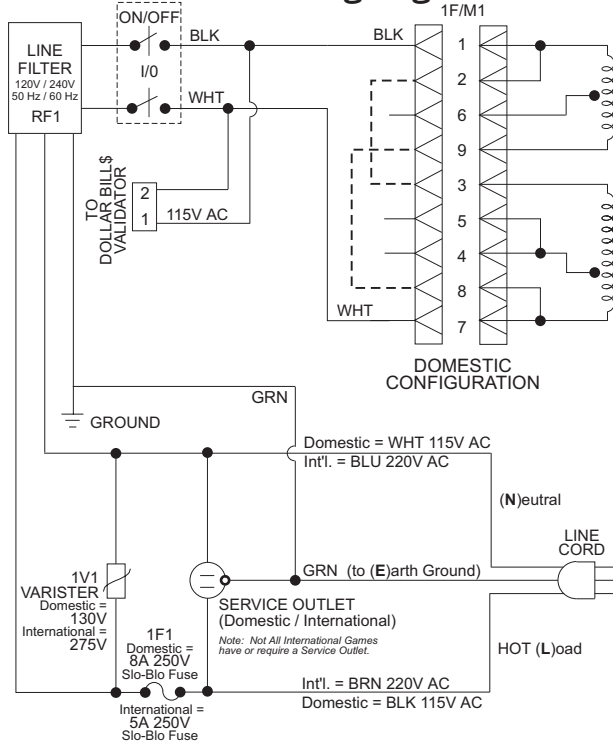 ON/OFF
I/0
LINE
FILTER
120V / 240V
50 Hz / 60 Hz
RF1
BLK
WHT
BLK
1F/M1
1
2
6
9
3
5
4
8
7
TO
DOLLAR BILL$
VALIDATOR
2
1
115V AC
WHT
DOMESTIC
CONFIGURATION
GRN
GROUND
Domestic = WHT 115V AC
Int'l. = BLU 220V AC
(N)eutral
LINE
CORD
GRN (to (E)arth Ground)
1V1
VARISTER
Domestic =
130V
International =
275V
SERVICE OUTLET
(Domestic / International)
Note: Not All International Games
have or require a Service Outlet.
HOT (L)oad
1F1
Domestic =
8A 250V
Slo-Blo Fuse
International =
5A 250V
Slo-Blo Fuse
Int'l. = BRN 220V AC
Domestic = BLK 115V AC